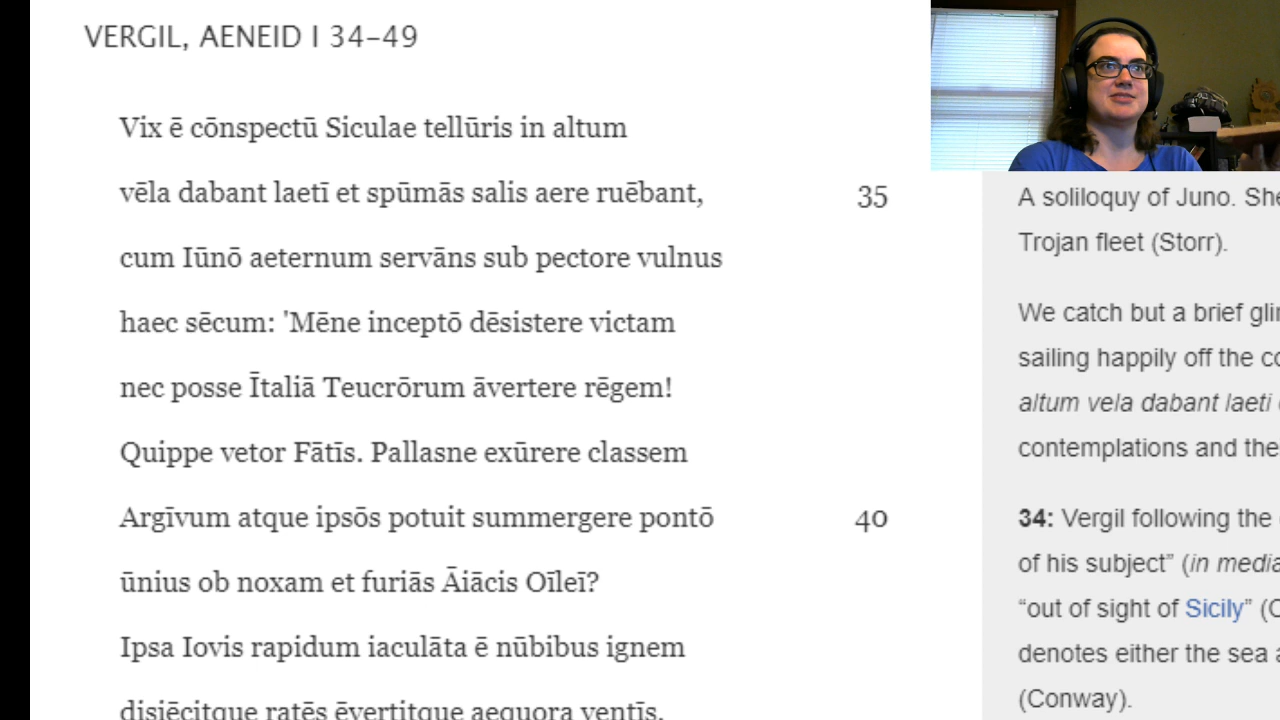 VERGIL, AENEID I 34–49
Vix ē cōnspectū Siculae tellūris in altum
vēla dabant laetī et spūmās salis aere ruēbant, 35
cum Iūnō aeternum servāns sub pectore vulnus
haec sēcum: 'Mēne inceptō dēsistere victam
nec posse Ītaliā Teucrōrum āvertere rēgem!
Quippe vetor Fātīs. Pallasne exūrere classem
Argīvum atque ipsōs potuit summergere pontō 40
ūnius ob noxam et furiās Āiācis Oīleī?
Ipsa Iovis rapidum iaculāta ē nūbibus ignem
disiēcitque ratēs ēvertitque aequora ventīs,
A soliloquy of Juno. She
Trojan fleet (Storr).
We catch but a brief
sailing happily off the
altum vela dabant laeti
contemplations and the
34: Vergil following the
of his subject” (in media
“out of sight of Sicily”
denotes either the sea
(Conway).